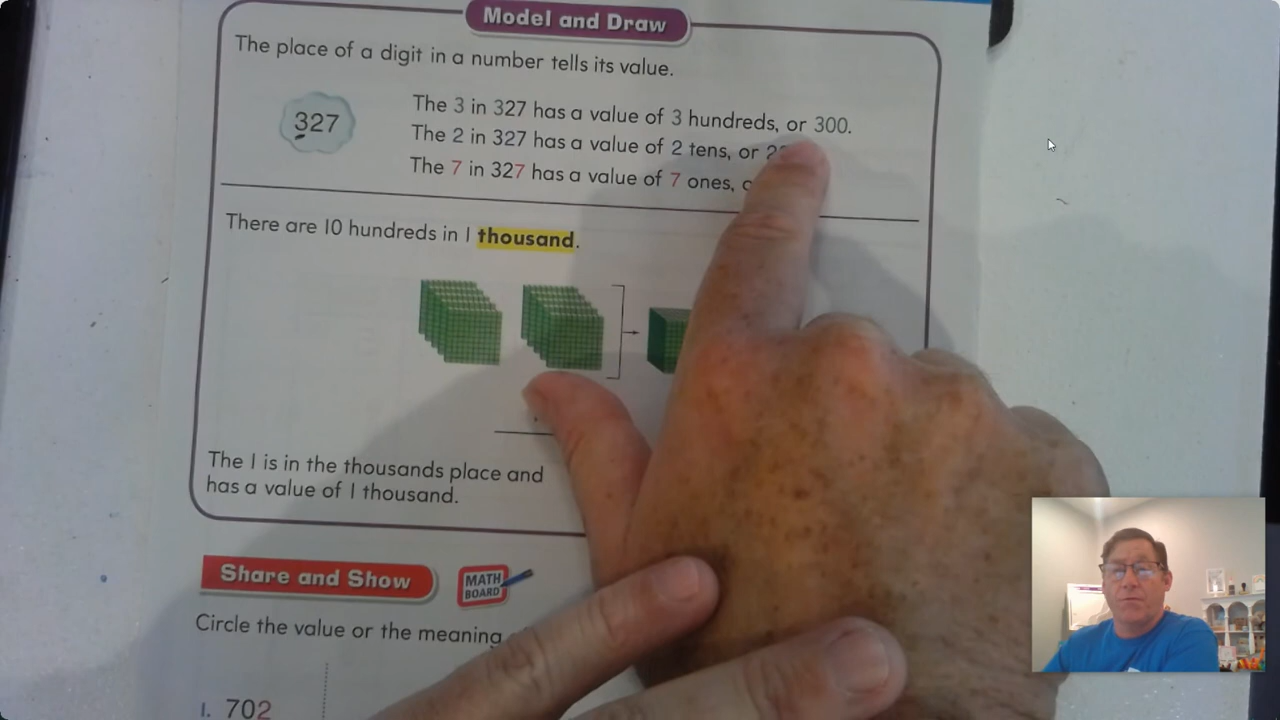 Model and Draw
The place of a digit in a number tells its value.
327
The 3 in 327 has a value of 3 hundreds, or 300.
The 2 in 327 has a value of 2 tens, or
The 7 in 327 has a value of 7 ones,
There are 10 hundreds in 1 thousand.
The 1 is in the thousands place and
has a value of 1 thousand.
Share and Show
MATH
BOARD
Circle the value or the meaning
1. 702